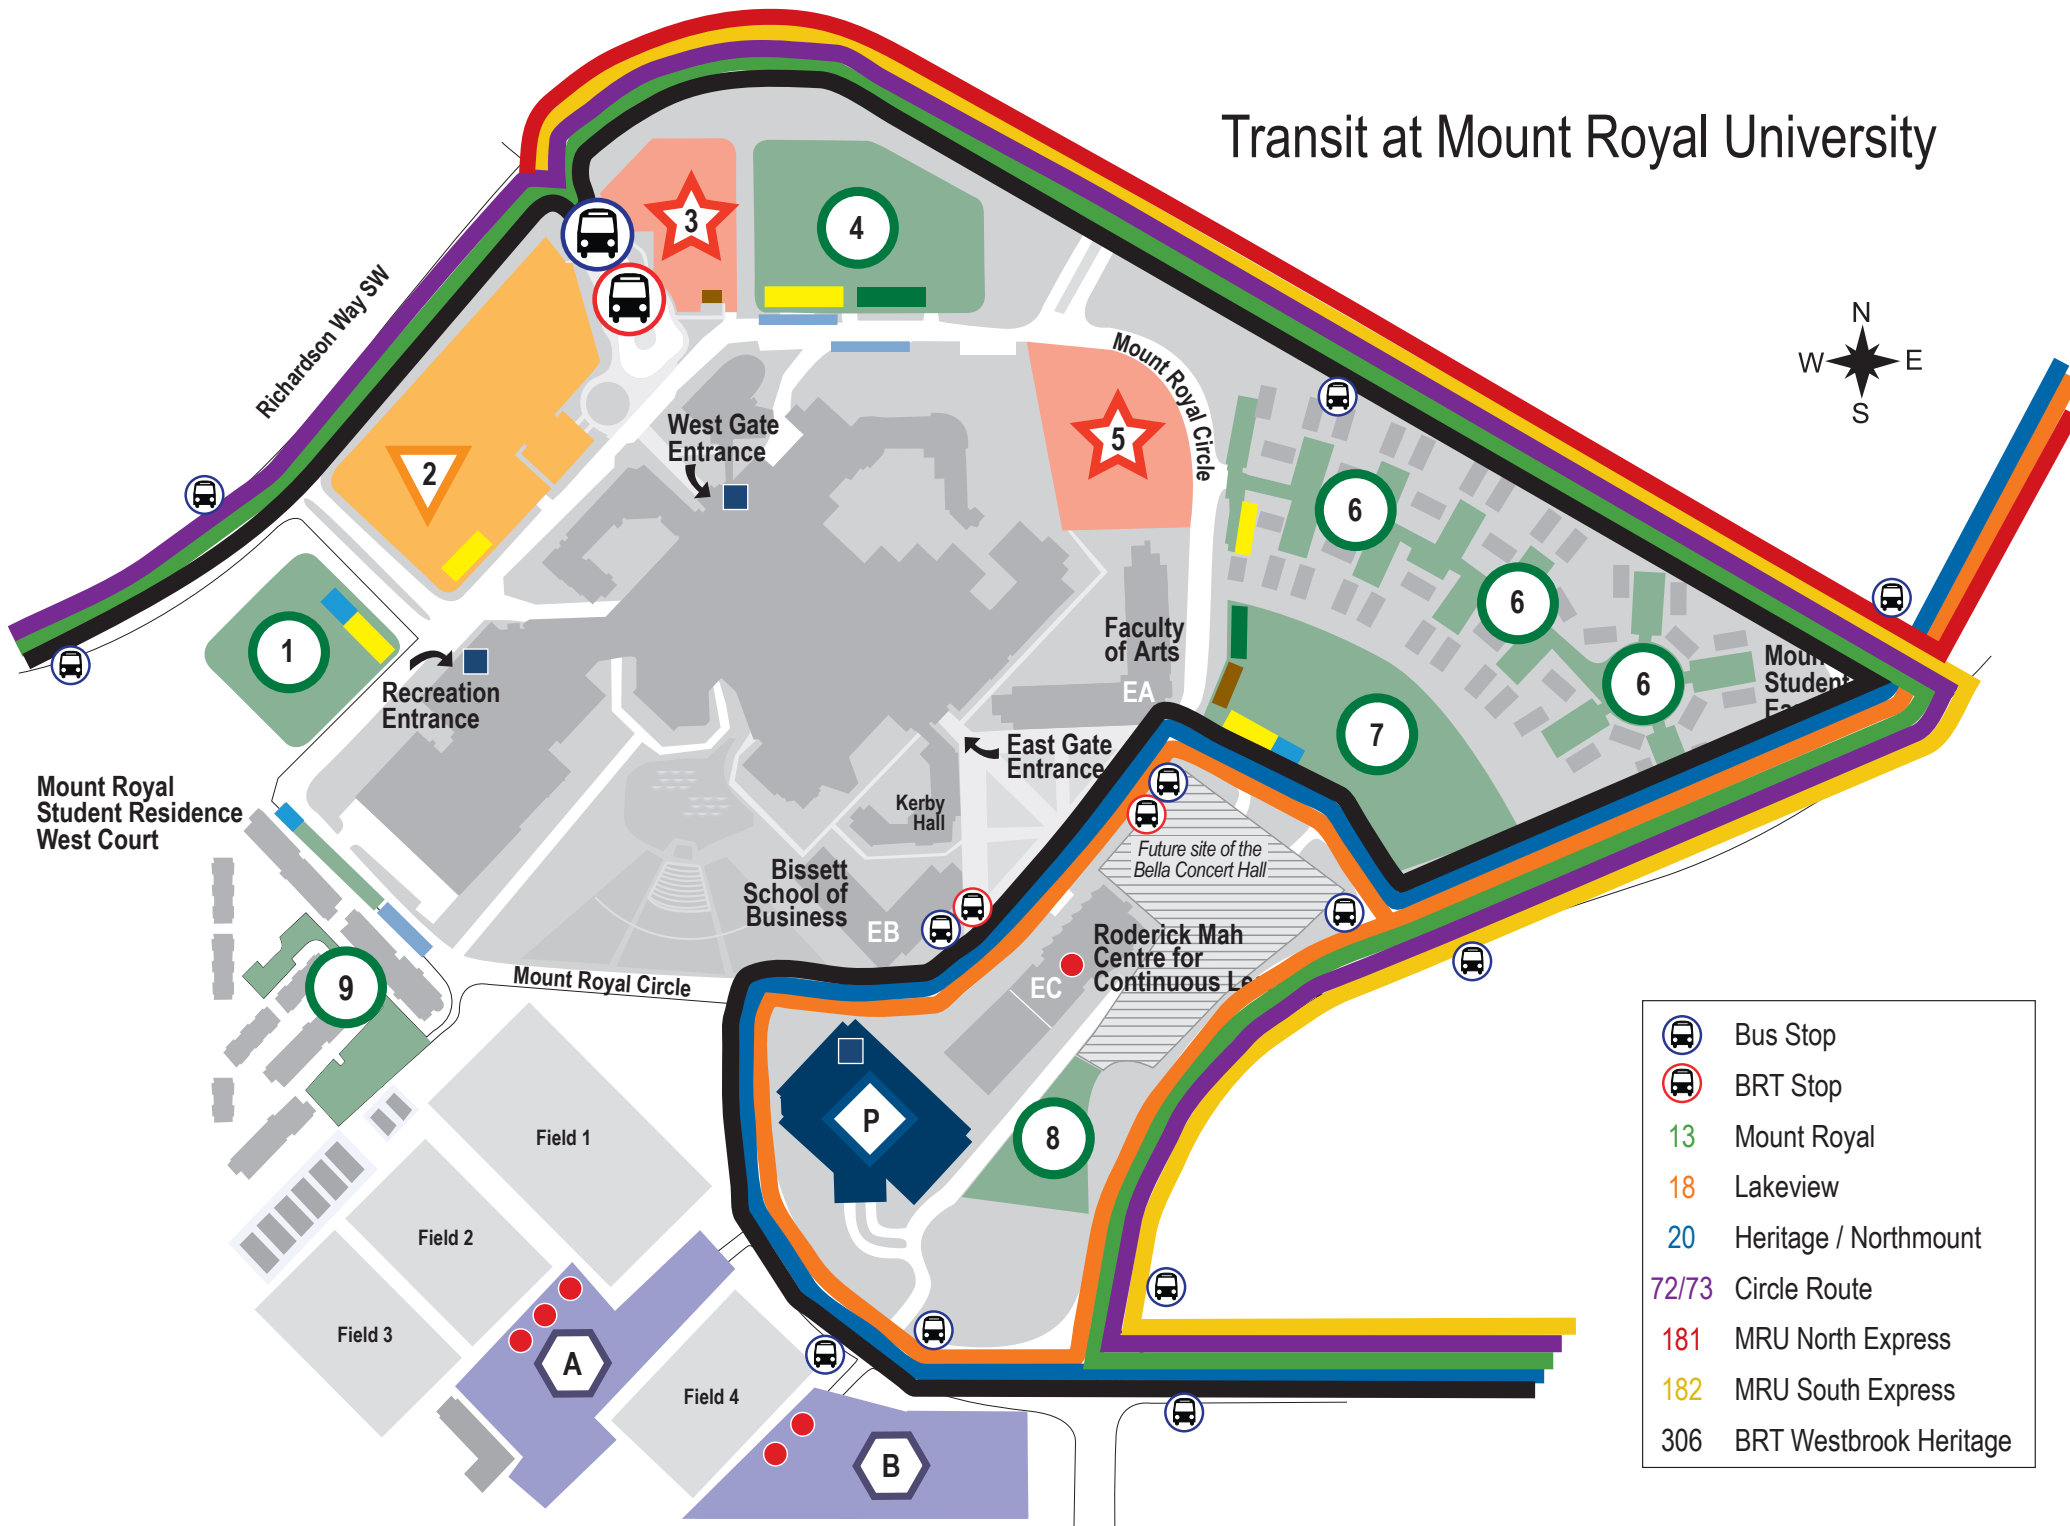 Transit at Mount Royal University
N
W E
S
3
4
Richardson Way SW
Mount Royal Circle
West Gate
Entrance
5
2
6
6
6
1
Faculty
of Arts
EA
Recreation
Entrance
Student
7
East Gate
Entrance
Mount Royal
Student Residence
West Court
Kerby
Hall
Future site of the
Bella Concert Hall
Bissett
School of
Business
EB
Roderick Mah
Centre for
Continuous
EC
9
Mount Royal Circle
P
8
Field 1
Field 2
Field 3
A
Field 4
B
Bus Stop
BRT Stop
13 Mount Royal
18 Lakeview
20 Heritage / Northmount
72/73 Circle Route
181 MRU North Express
182 MRU South Express
306 BRT Westbrook Heritage